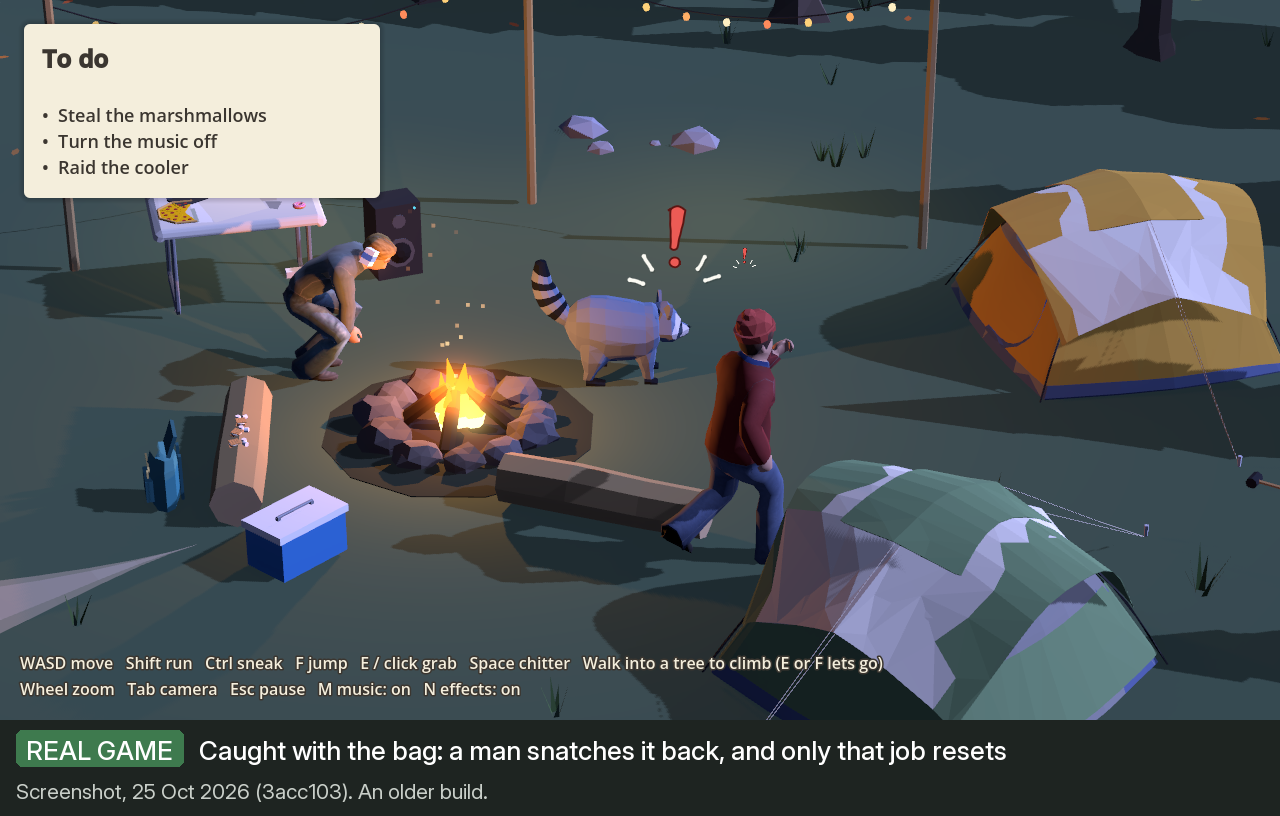 To do
• Steal the marshmallows
• Turn the music off
• Raid the cooler
WASD move Shift run Ctrl sneak F jump E / click grab Space chitter Walk into a tree to climb (E or F lets go)
Wheel zoom Tab camera Esc pause M music: on N effects: on
REAL GAME Caught with the bag: a man snatches it back, and only that job resets
Screenshot, 25 Oct 2026 (3acc103). An older build.